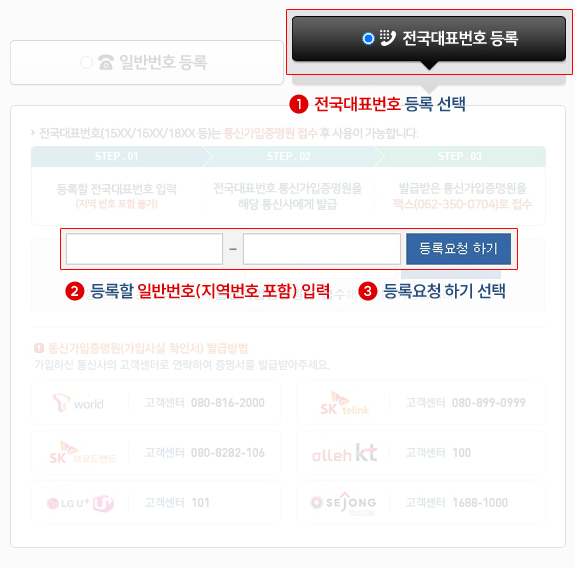 일반번호 등록
전국대표번호 등록
1 전국대표번호 등록 선택
전국대표번호(15XX/16XX/18XX 등)는 통신가입증명원 접수 후 사용이 가능합니다.
STEP.01
STEP.02
STEP.03
등록할 전국대표번호 입력
(지역 번호 포함 불가)
전국대표번호 통신가입증명원을
해당 통신사에게 발급
발급받은 통신가입증명원을
팩스(062-350-0704)로 접수
- 등록요청 하기
2 등록할 일반번호(지역번호 포함) 입력
3 등록요청 하기 선택
통신가입증명원(가입사실 확인서) 발급방법
가입하신 통신사의 고객센터로 연락하여 증명서를 발급받아주세요.
T world 고객센터 080-816-2000
SK telink 고객센터 080-899-0999
SK 브로드밴드 고객센터 080-8282-106
olleh kt 고객센터 100
LG U+ U+ 고객센터 101
SEJONG TELECOM 고객센터 1688-1000